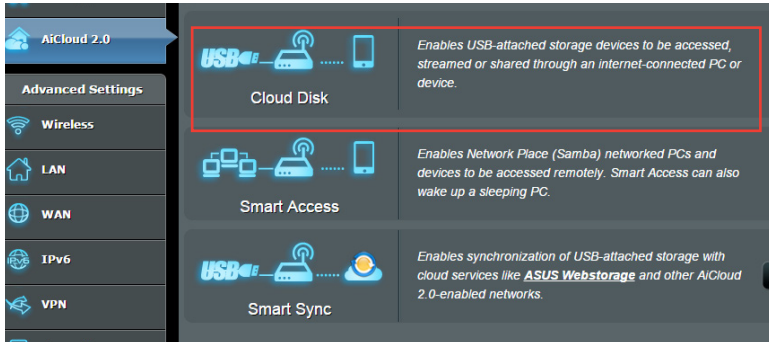 AiCloud 2.0
Advanced Settings
Wireless
LAN
WAN
IPv6
IPv6
VPN
USB
Cloud Disk
Enables USB-attached storage devices to be accessed,
streamed or shared through an internet-connected PC or
device.
Smart Access
Enables Network Place (Samba) networked PCs and
devices to be accessed remotely. Smart Access can also
wake up a sleeping PC.
USB
Smart Sync
Enables synchronization of USB-attached storage with
cloud services like ASUS Webstorage and other AiCloud
2.0-enabled networks.